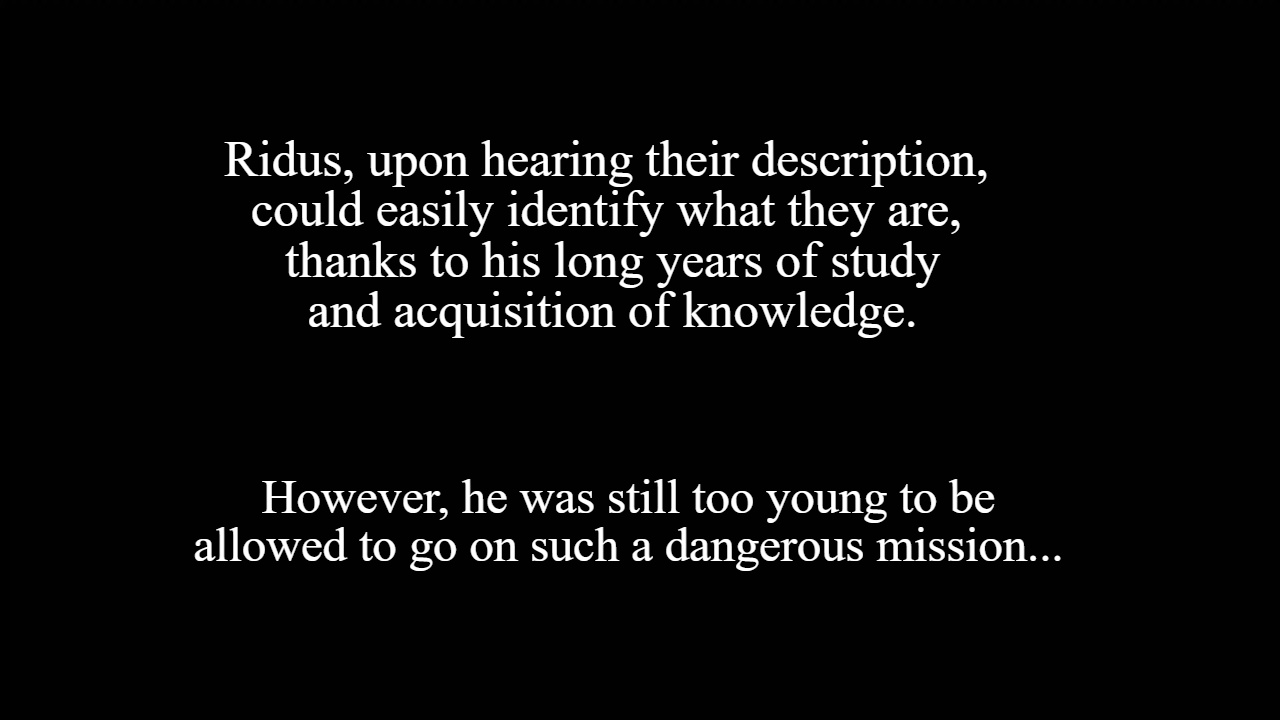 Ridus, upon hearing their description,
could easily identify what they are,
thanks to his long years of study
and acquisition of knowledge.
However, he was still too young to be
allowed to go on such a dangerous mission...